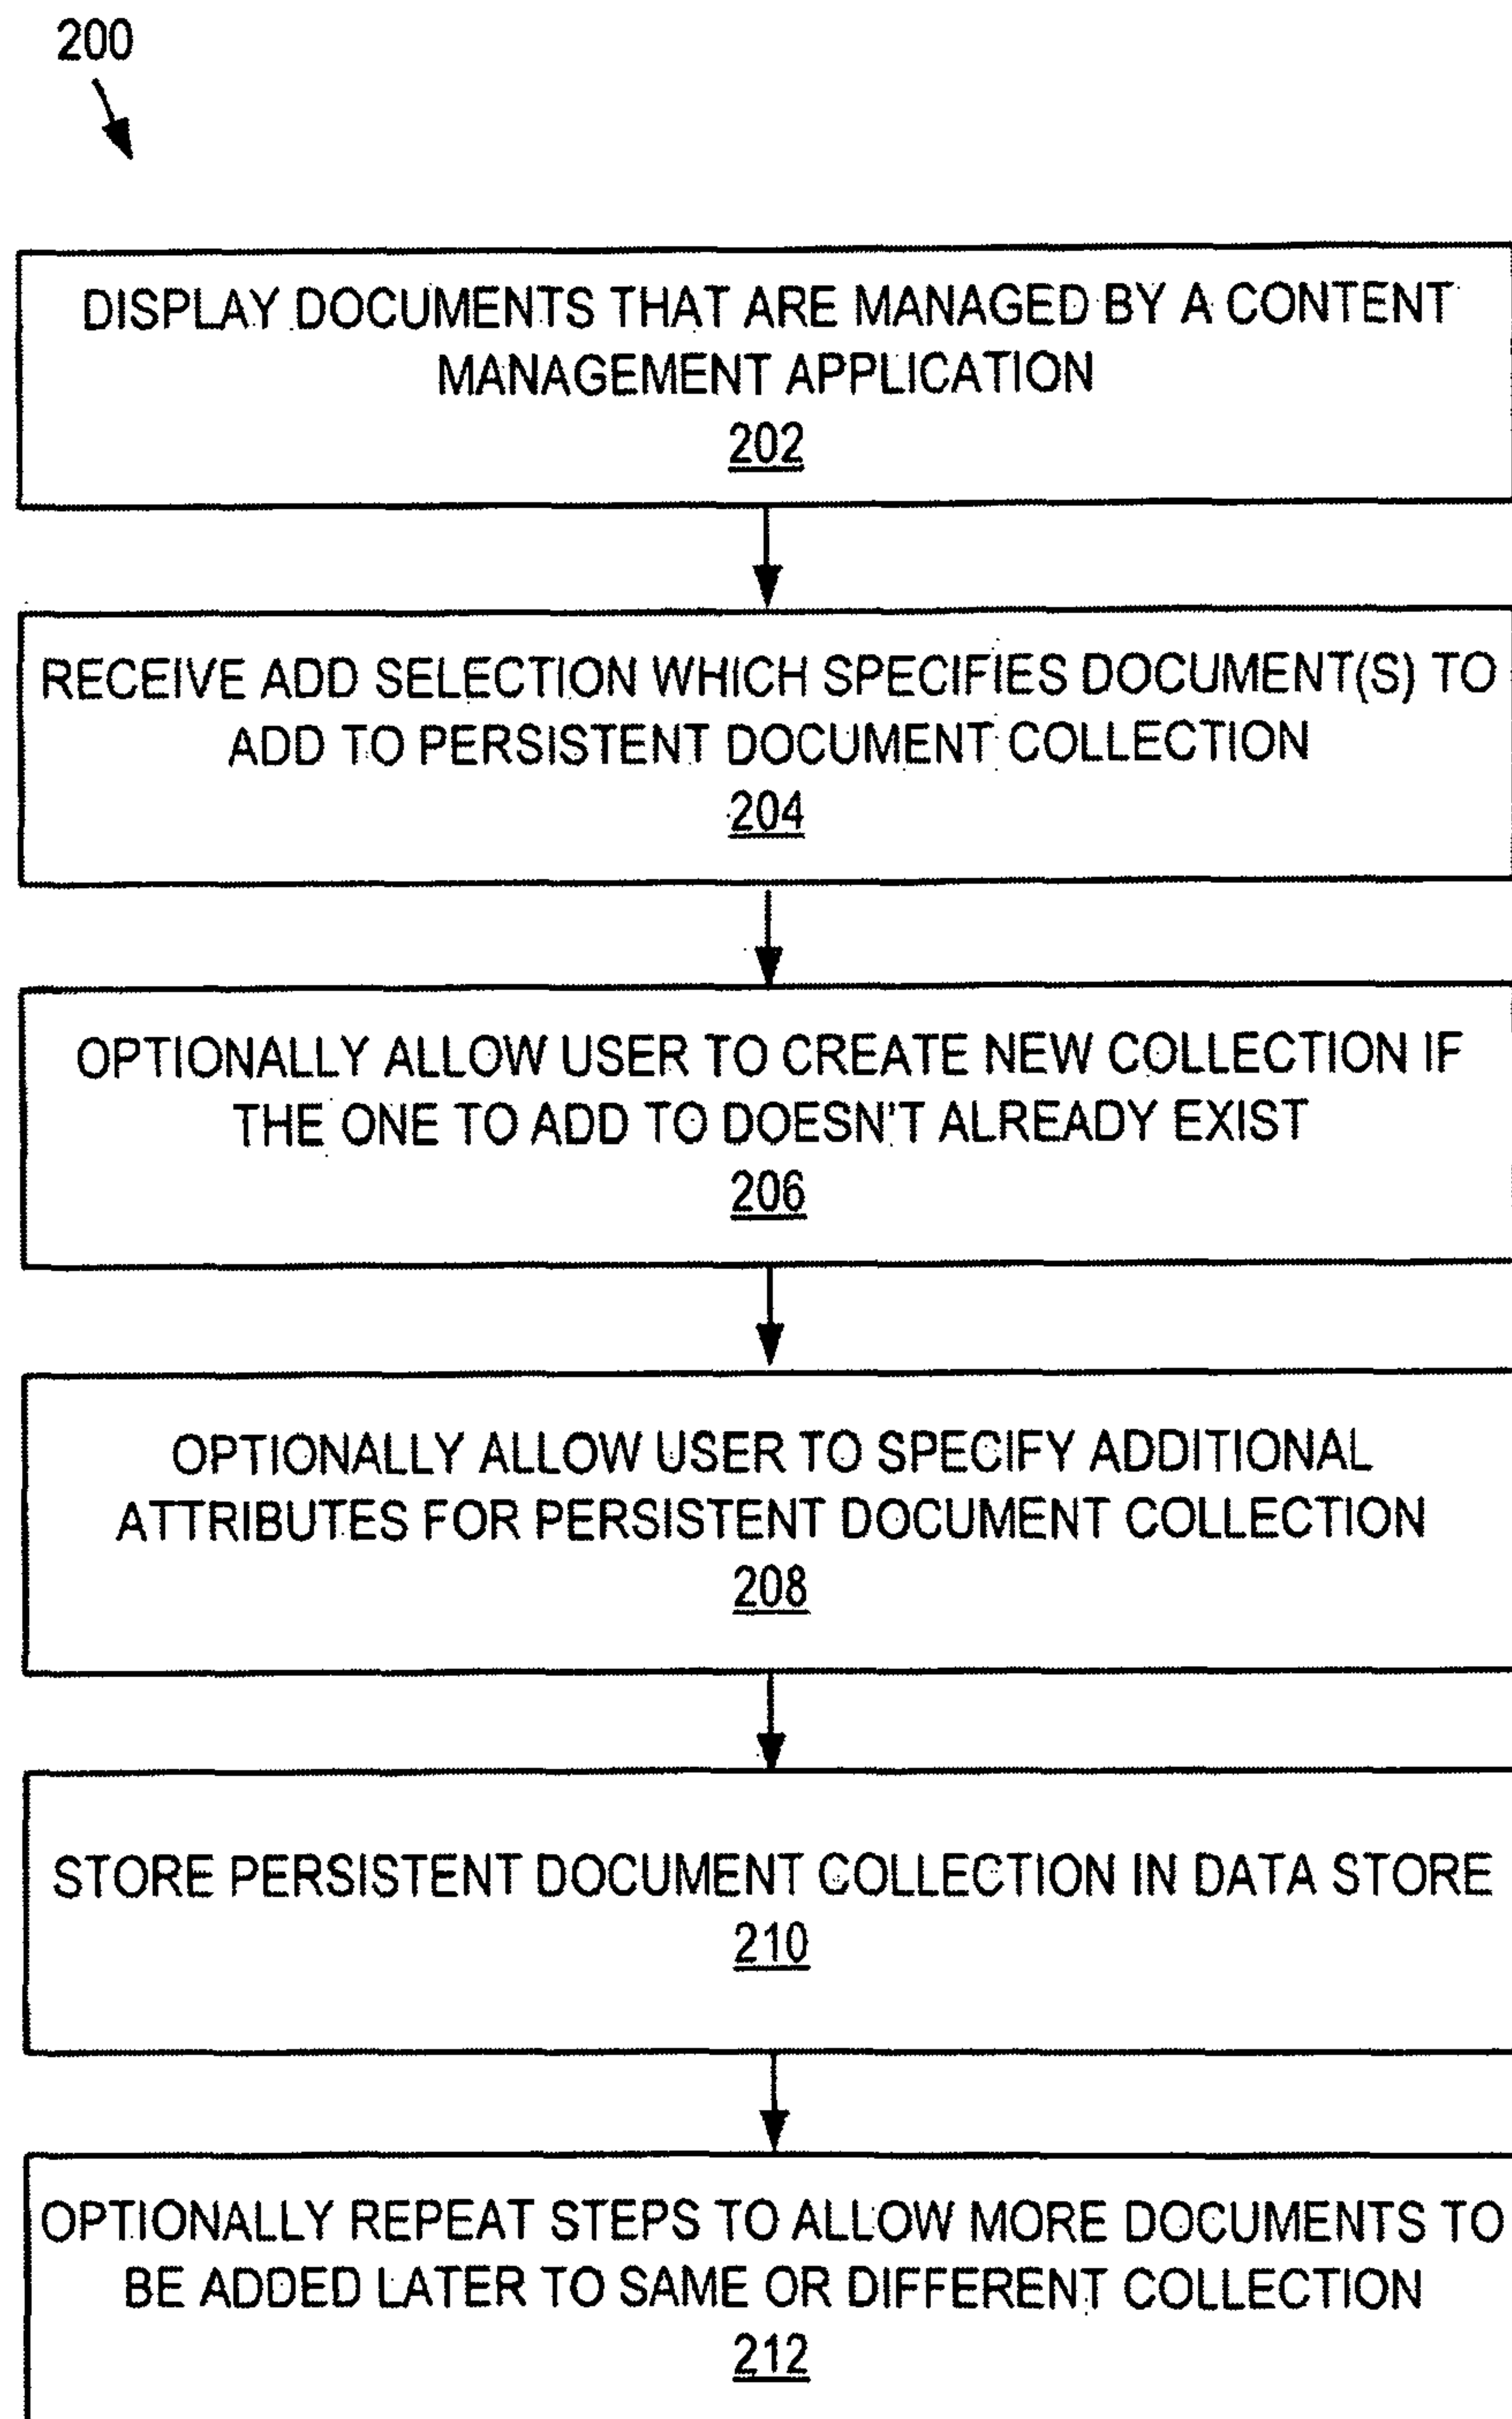 200
DISPLAY DOCUMENTS THAT ARE MANAGED BY A CONTENT
MANAGEMENT APPLICATION
202
RECEIVE ADD SELECTION WHICH SPECIFIES DOCUMENT(S) TO
ADD TO PERSISTENT DOCUMENT COLLECTION
204
OPTIONALLY ALLOW USER TO CREATE NEW COLLECTION IF
THE ONE TO ADD TO DOESN'T ALREADY EXIST
206
OPTIONALLY ALLOW USER TO SPECIFY ADDITIONAL
ATTRIBUTES FOR PERSISTENT DOCUMENT COLLECTION
208
STORE PERSISTENT DOCUMENT COLLECTION IN DATA STORE
210
OPTIONALLY REPEAT STEPS TO ALLOW MORE DOCUMENTS TO
BE ADDED LATER TO SAME OR DIFFERENT COLLECTION
212